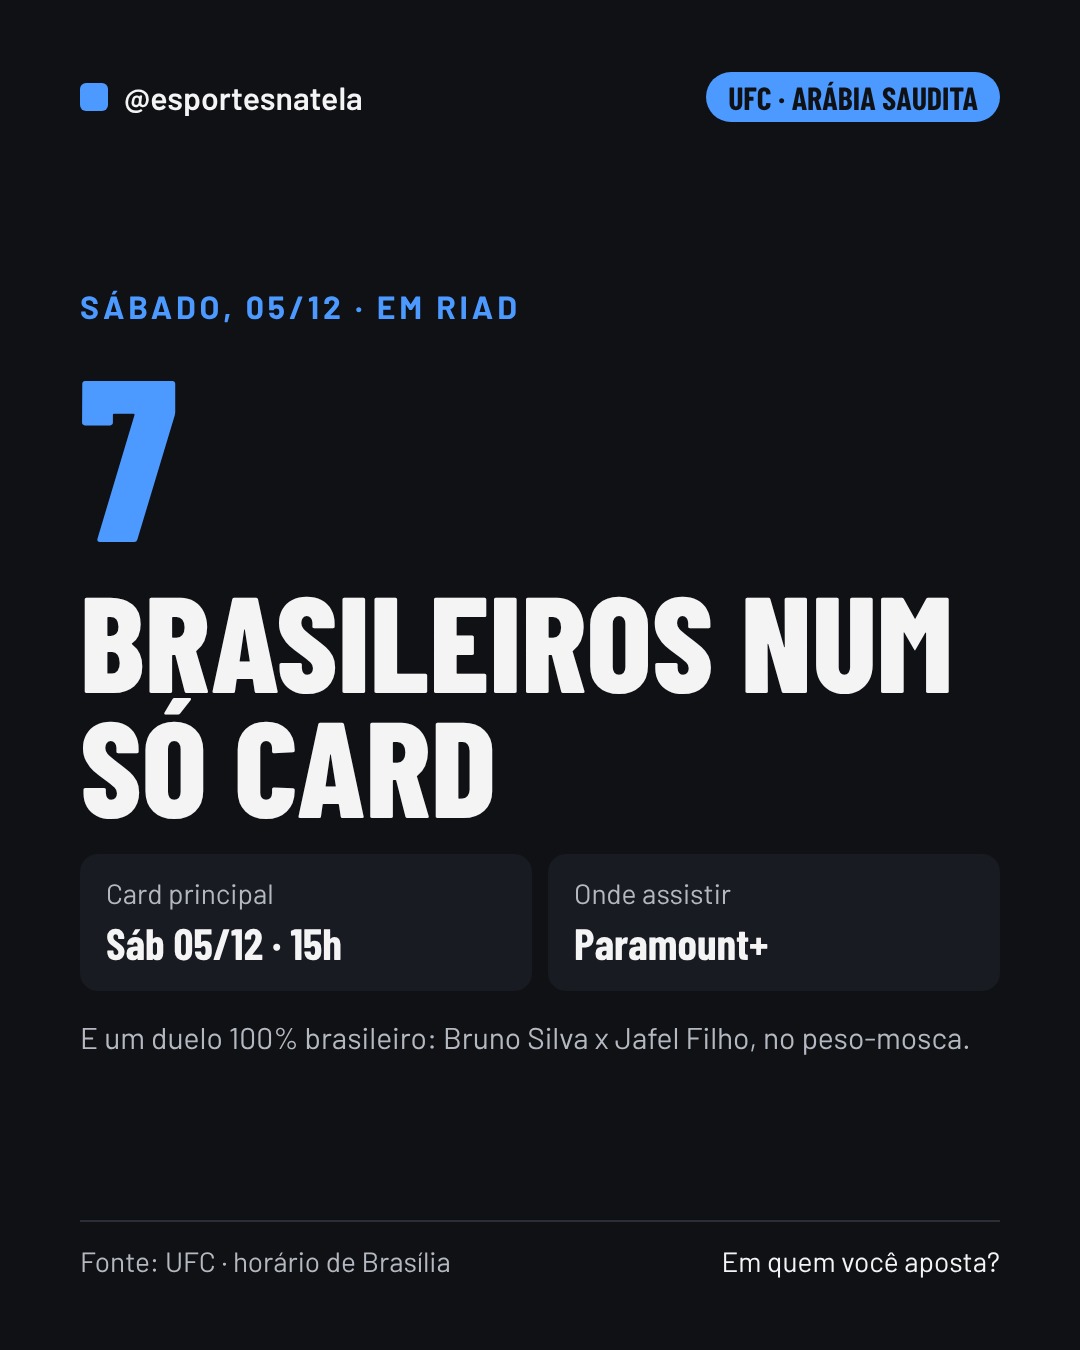 @esportesnatela
UFC · ARÁBIA SAUDITA
SÁBADO, 05/12 · EM RIAD
7
BRASILEIROS NUM
SÓ CARD
Card principal
Sáb 05/12 · 15h
Onde assistir
Paramount+
E um duelo 100% brasileiro: Bruno Silva x Jafel Filho, no peso-mosca.
Fonte: UFC · horário de Brasília
Em quem você aposta?